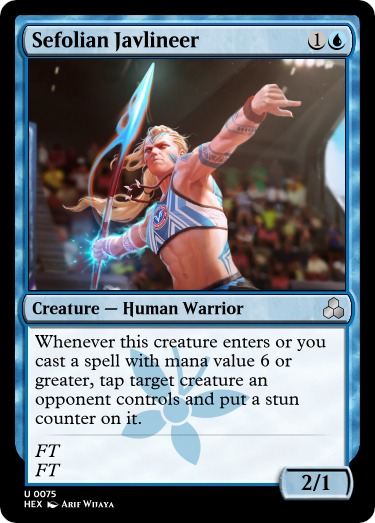 Sefolian Javlineer
1
Creature — Human Warrior
Whenever this creature enters or you
cast a spell with mana value 6 or
greater, tap target creature an
opponent controls and put a stun
counter on it.
FT
FT
U 0075
HEX Arif Wijaya
2/1